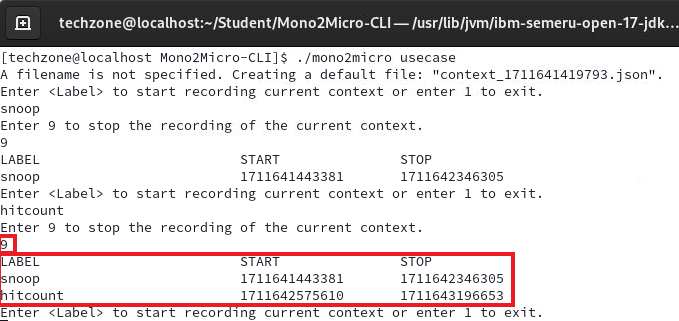 techzone@localhost:~/Student/Mono2Micro-CLI — /usr/lib/jvm/ibm-semeru-open-17-jdk...
[techzone@localhost Mono2Micro-CLI]$ ./mono2micro usecase
A filename is not specified. Creating a default file: "context_1711641419793.json".
Enter <Label> to start recording current context or enter 1 to exit.
snoop
Enter 9 to stop the recording of the current context.
9
LABEL START STOP
snoop 1711641443381 1711642346305
Enter <Label> to start recording current context or enter 1 to exit.
hitcount
Enter 9 to stop the recording of the current context.
9
LABEL START STOP
snoop 1711641443381 1711642346305
hitcount 1711642575610 1711643196653
Enter <Label> to start recording current context or enter 1 to exit.